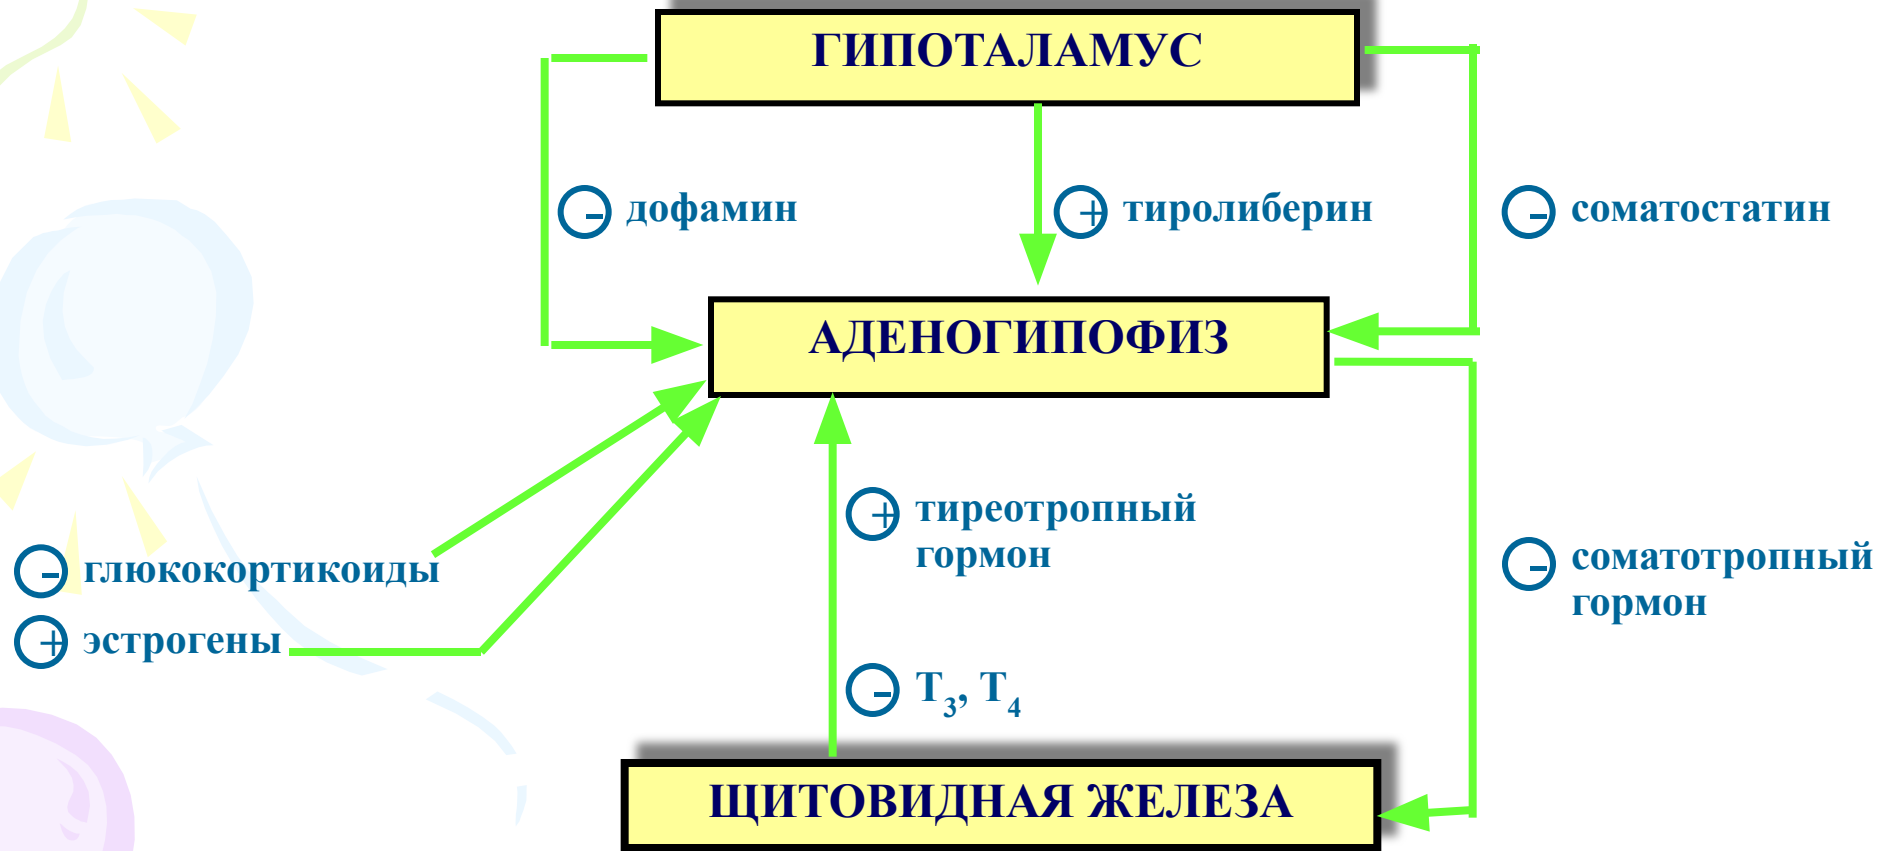 ГИПОТАЛАМУС
- дофамин
+ тиролиберин
- соматостатин
АДЕНОГИПОФИЗ
+ тиреотропный
гормон
- глюкокортикоиды
- соматотропный
гормон
+ эстрогены
- Т3, Т4
ЩИТОВИДНАЯ ЖЕЛЕЗА